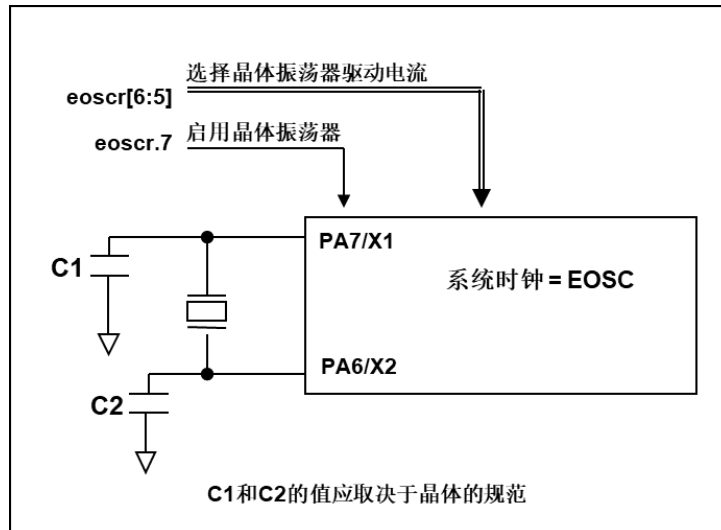 选择晶体振荡器驱动电流
eoscr[6:5]
启用晶体振荡器
eoscr.7
PA7/X1
C1
系统时钟 = EOSC
PA6/X2
C2
C1和C2的值应取决于晶体的规范